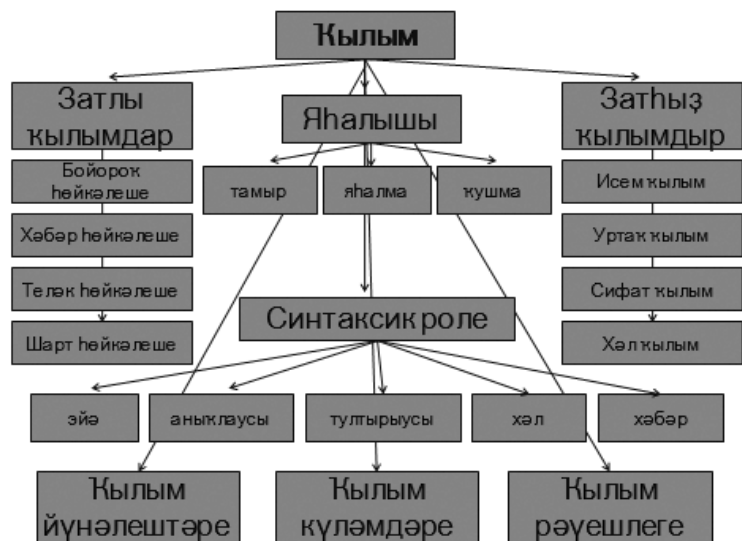 Ҡылым
Затлы
ҡылымдар
Бойороҡ
һөйкәлеше
Хәбәр һөйкәлеше
Теләк һөйкәлеше
Шарт һөйкәлеше
Яһалышы
тамыр
яһалма
ҡушма
Затһыҙ
ҡылымдыр
Исем ҡылым
Уртаҡ ҡылым
Сифат ҡылым
Хәл ҡылым
Синтаксик роле
эйә
аныҡлаусы
тултырыусы
хәл
хәбәр
Ҡылым
йүнәлештәре
Ҡылым
күләмдәре
Ҡылым
рәүешлеге